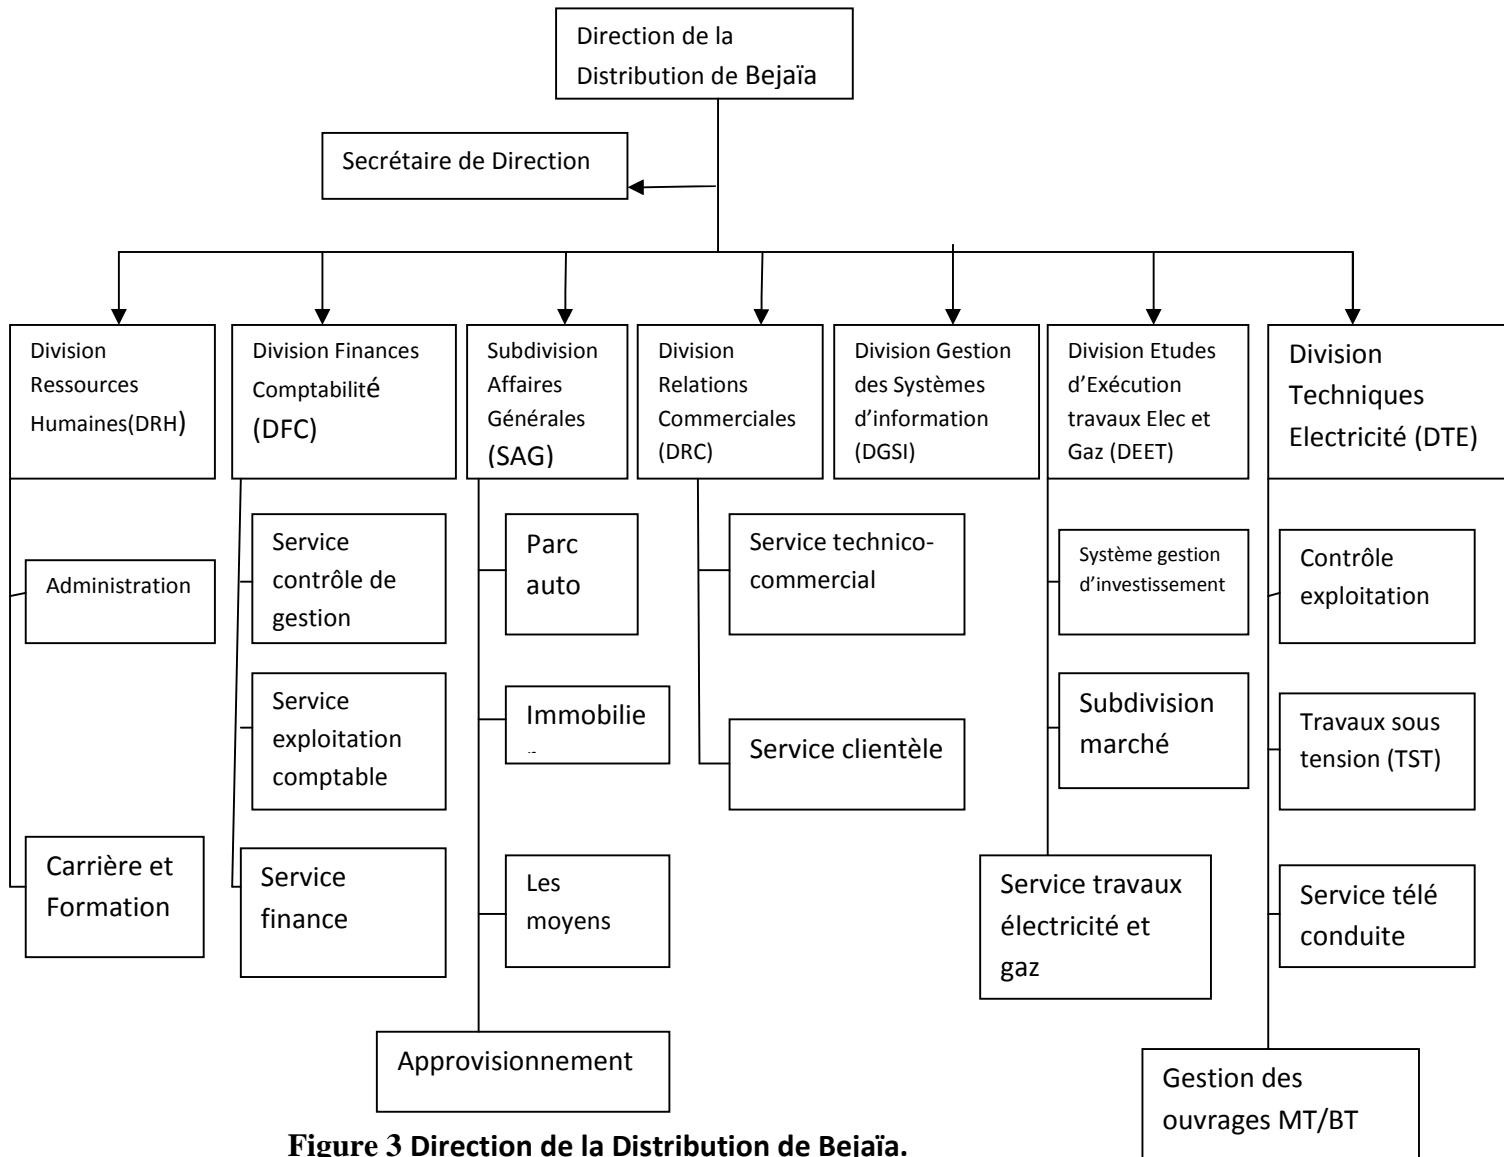 Direction de la
Distribution de Bejaïa
Secrétaire de Direction
Division
Ressources
Humaines(DRH)
Division Finances
Comptabilité
(DFC)
Subdivision
Affaires
Générales
(SAG)
Division
Relations
Commerciales
(DRC)
Division Gestion
des Systèmes
d’information
(DGSI)
Division Etudes
d’Exécution
travaux Elec et
Gaz (DEET)
Division
Techniques
Electricité (DTE)
Administration
Carrière et
Formation
Service
contrôle de
gestion
Service
exploitation
comptable
Service
finance
Parc
auto
Immobilie
r
Les
moyens
Approvisionnement
Service technico-
commercial
Service clientèle
Système gestion
d’investissement
Subdivision
marché
Service travaux
électricité et
gaz
Contrôle
exploitation
Travaux sous
tension (TST)
Service télé
conduite
Gestion des
ouvrages MT/BT
Figure 3 Direction de la Distribution de Bejaïa.